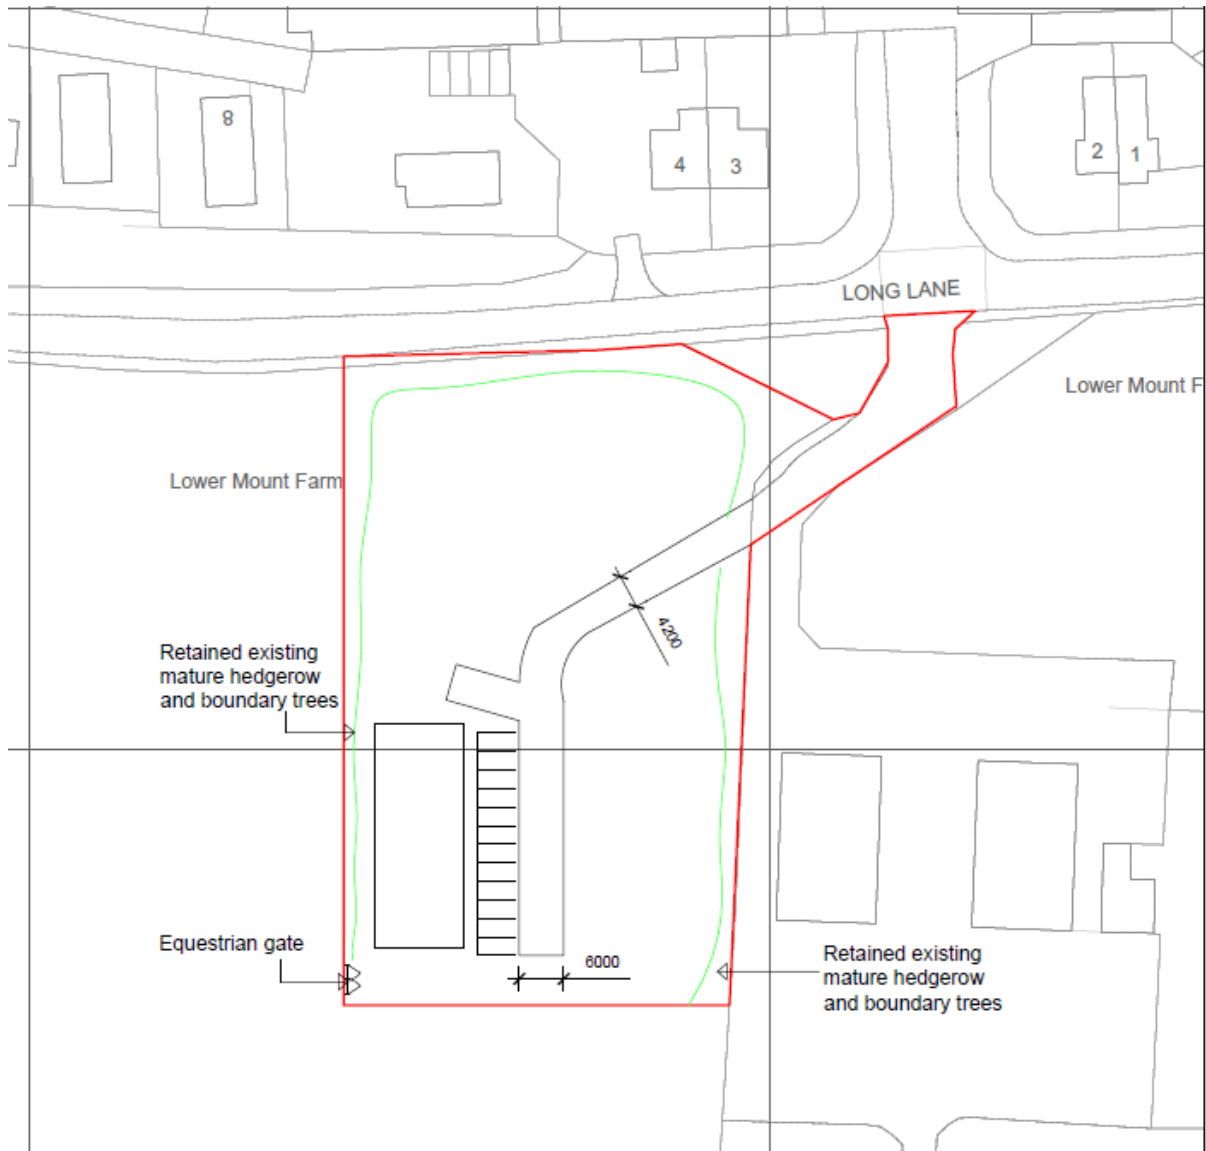 8
4
3
2
1
LONG LANE
Lower Mount F
Lower Mount Farm
4200
Retained existing
mature hedgerow
and boundary trees
Equestrian gate
6000
Retained existing
mature hedgerow
and boundary trees